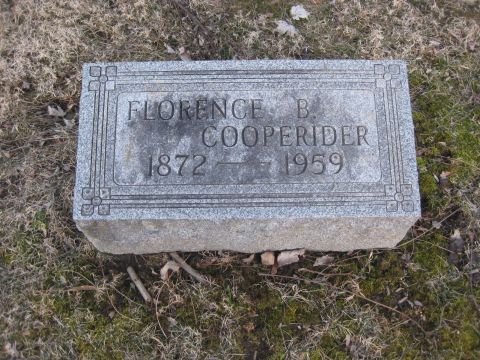 FLORENCE B.
COOPERIDER
1872 — 1959